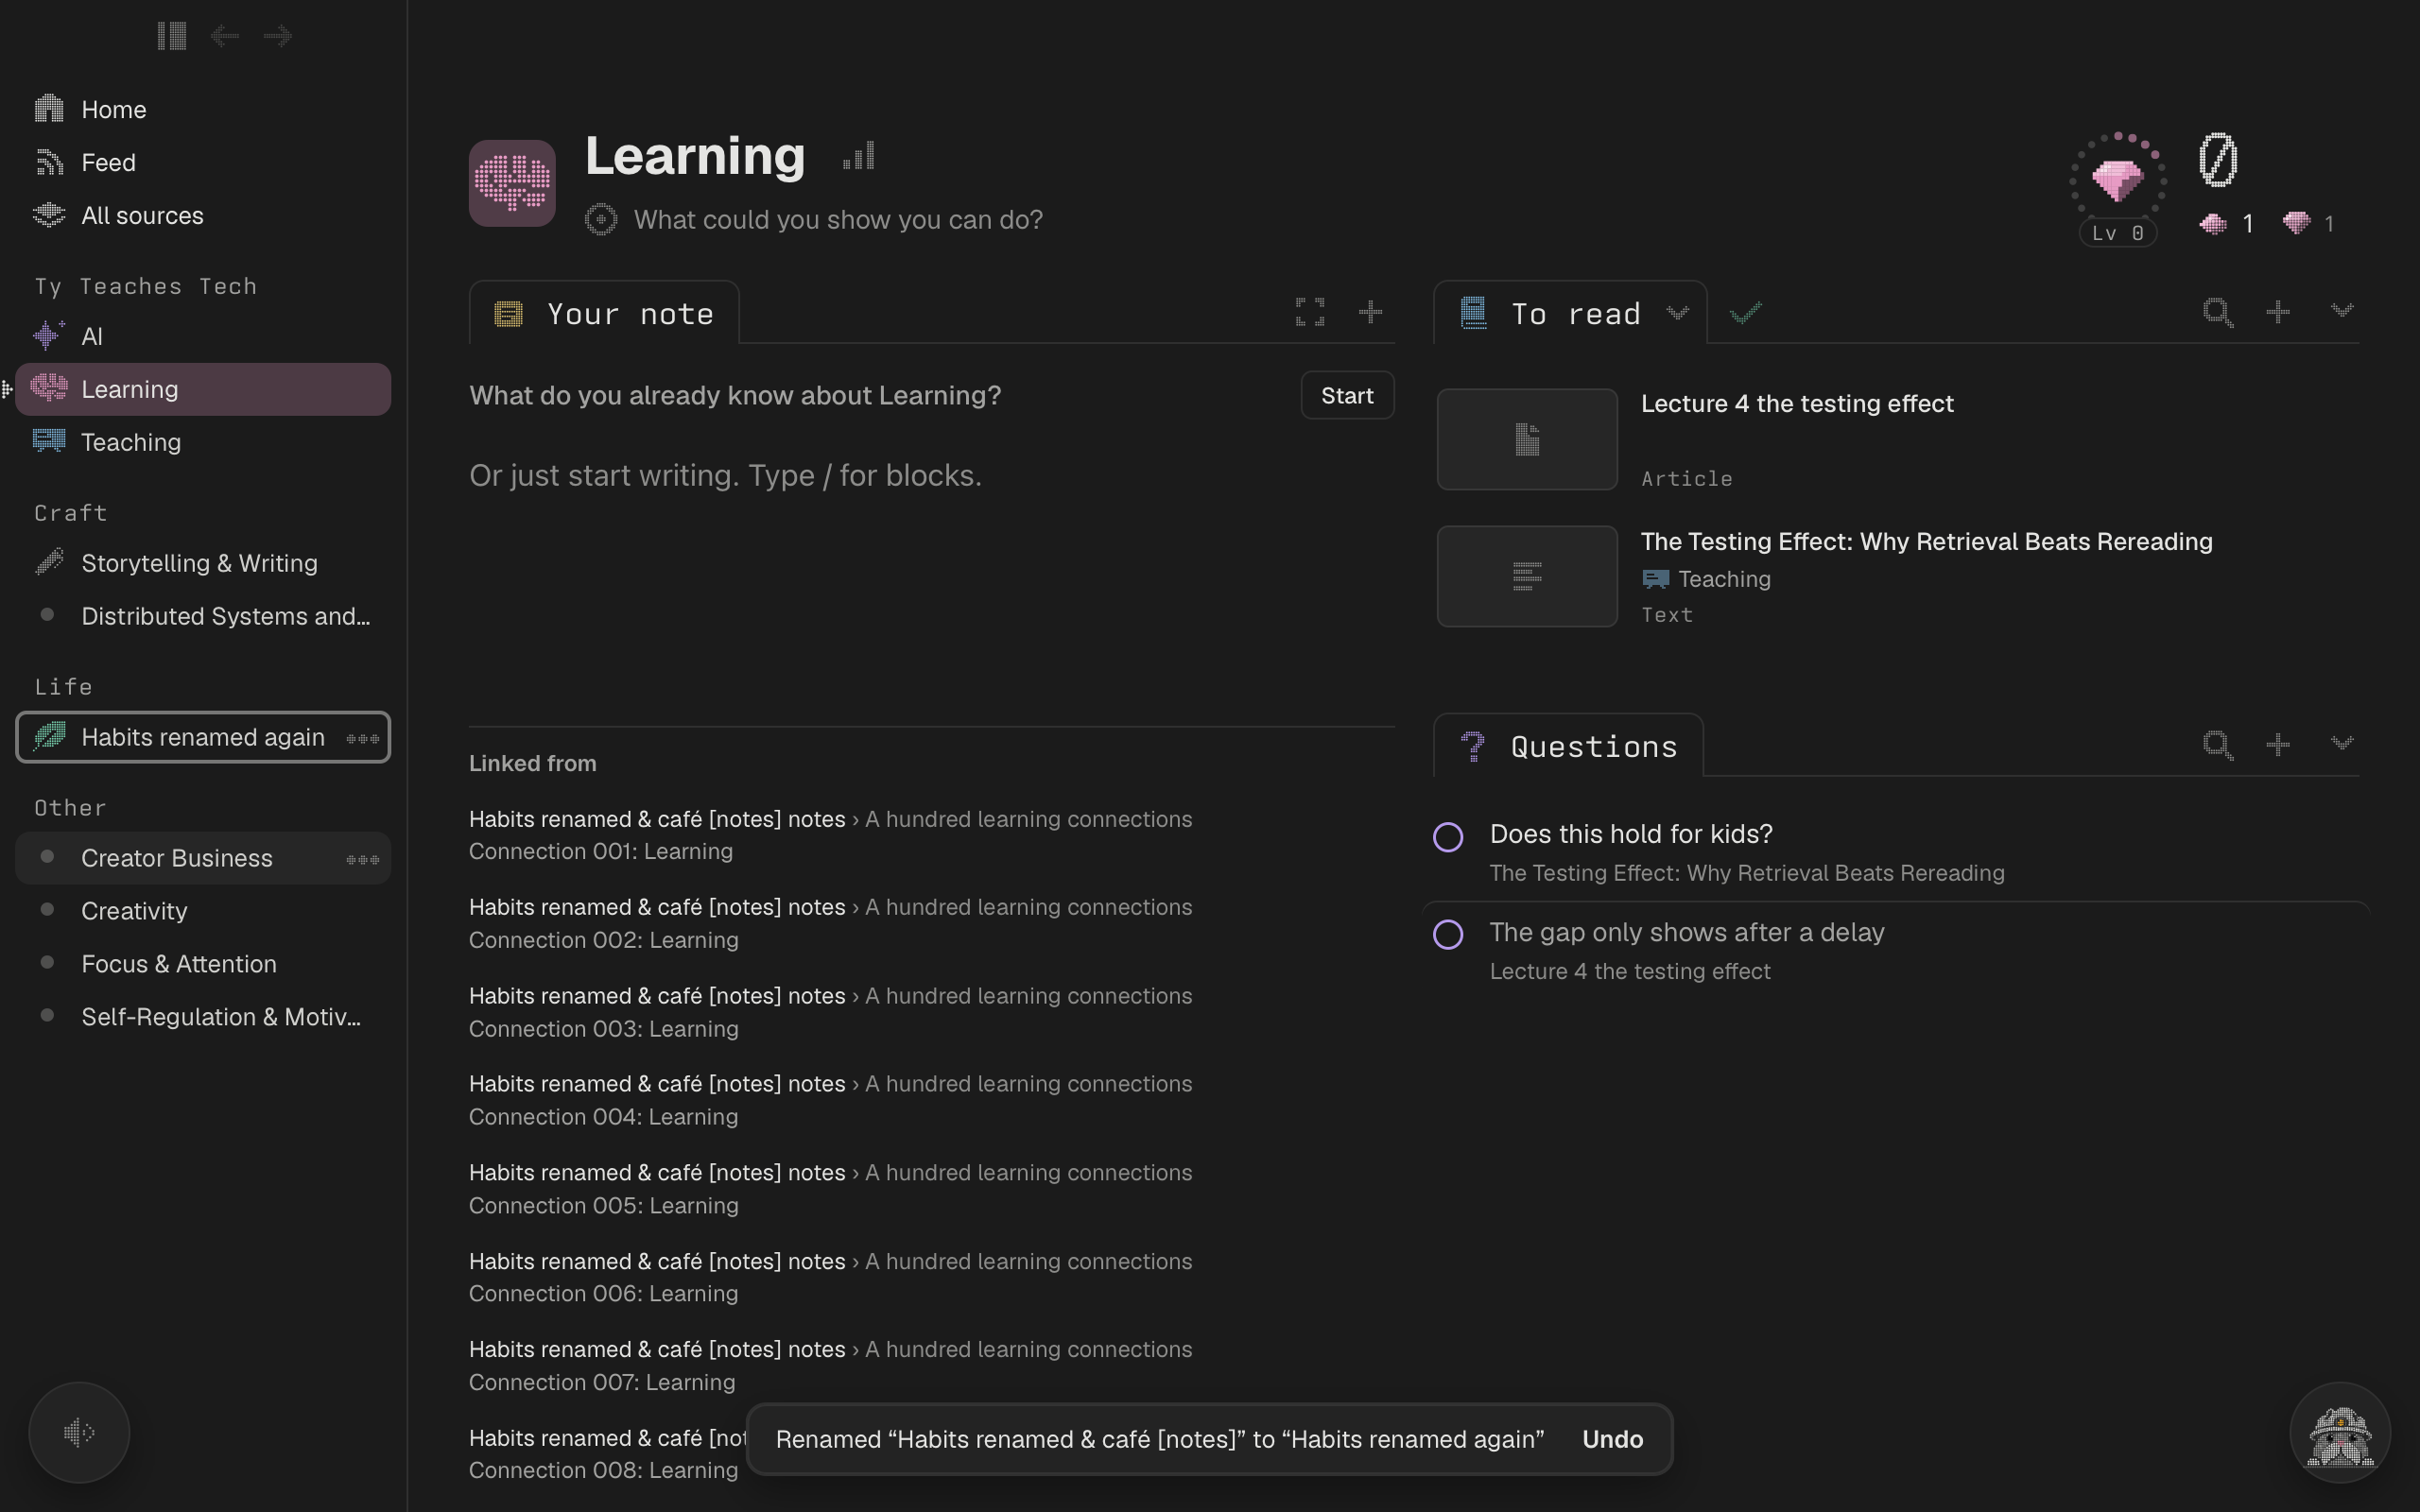 Home
Feed
All sources
Ty Teaches Tech
AI
Learning
Teaching
Craft
Storytelling & Writing
Distributed Systems and...
Life
Habits renamed again
Other
Creator Business
Creativity
Focus & Attention
Self-Regulation & Motiv...
Learning
What could you show you can do?
Lv 0
0
1
1
Your note
What do you already know about Learning?
Start
Or just start writing. Type / for blocks.
Linked from
Habits renamed & café [notes] notes › A hundred learning connections
Connection 001: Learning
Habits renamed & café [notes] notes › A hundred learning connections
Connection 002: Learning
Habits renamed & café [notes] notes › A hundred learning connections
Connection 003: Learning
Habits renamed & café [notes] notes › A hundred learning connections
Connection 004: Learning
Habits renamed & café [notes] notes › A hundred learning connections
Connection 005: Learning
Habits renamed & café [notes] notes › A hundred learning connections
Connection 006: Learning
Habits renamed & café [notes] notes › A hundred learning connections
Connection 007: Learning
Habits renamed & café [not
Connection 008: Learning
To read
Lecture 4 the testing effect
Article
The Testing Effect: Why Retrieval Beats Rereading
Teaching
Text
? Questions
Does this hold for kids?
The Testing Effect: Why Retrieval Beats Rereading
The gap only shows after a delay
Lecture 4 the testing effect
Renamed “Habits renamed & café [notes]” to “Habits renamed again” Undo